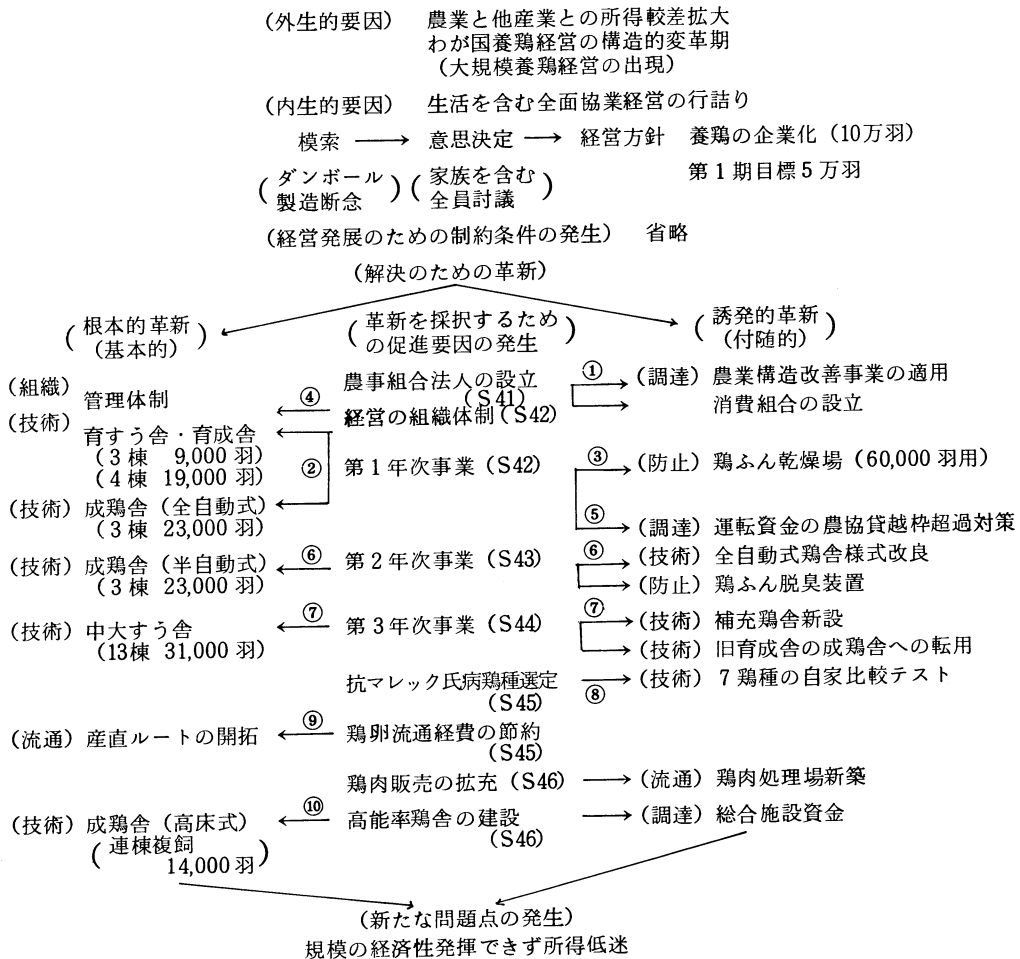 (外生的要因) 農業と他産業との所得較差拡大
わが国養鶏経営の構造的変革期
(大規模養鶏経営の出現)
(内生的要因) 生活を含む全面協業経営の行詰り
模索 → 意思決定 → 経営方針 養鶏の企業化 (10万羽)
(ダンボール製造断念) (家族を含む全員討議) 第1期目標5万羽
(経営発展のための制約条件の発生) 省略
(解決のための革新)
(根本的革新(基本的)) (革新を採択するための促進要因の発生) (誘発的革新(付随的))
(組織) 管理体制 ④ ← 農事組合法人の設立 (S41) ① → (調達) 農業構造改善事業の適用
経営の組織体制 (S42) → 消費組合の設立
(技術) 育すう舎・育成舎
(3棟 9,000羽)
(4棟 19,000羽) ② 第1年次事業 (S42) ③ → (防止) 鶏ふん乾燥場 (60,000羽用)
(技術) 成鶏舎 (全自動式)
(3棟 23,000羽) ⑤ → (調達) 運転資金の農協貸越枠超過対策
(技術) 成鶏舎 (半自動式) ← ⑥ 第2年次事業 (S43) ⑥ → (技術) 全自動式鶏舎様式改良
(3棟 23,000羽) → (防止) 鶏ふん脱臭装置
(技術) 中大すう舎 ← ⑦ 第3年次事業 (S44) ⑦ → (技術) 補充鶏舎新設
(13棟 31,000羽) → (技術) 旧育成舎の成鶏舎への転用
抗マレック氏病鶏種選定 (S45) ⑧ → (技術) 7鶏種の自家比較テスト
(流通) 産直ルートの開拓 ← ⑨ 鶏卵流通経費の節約
(S45)
鶏肉販売の拡充 (S46) → (流通) 鶏肉処理場新築
(技術) 成鶏舎 (高床式) ← ⑩ 高能率鶏舎の建設 (S46) → (調達) 総合施設資金
(連棟複飼
14,000羽)
(新たな問題点の発生)
規模の経済性発揮できず所得低迷